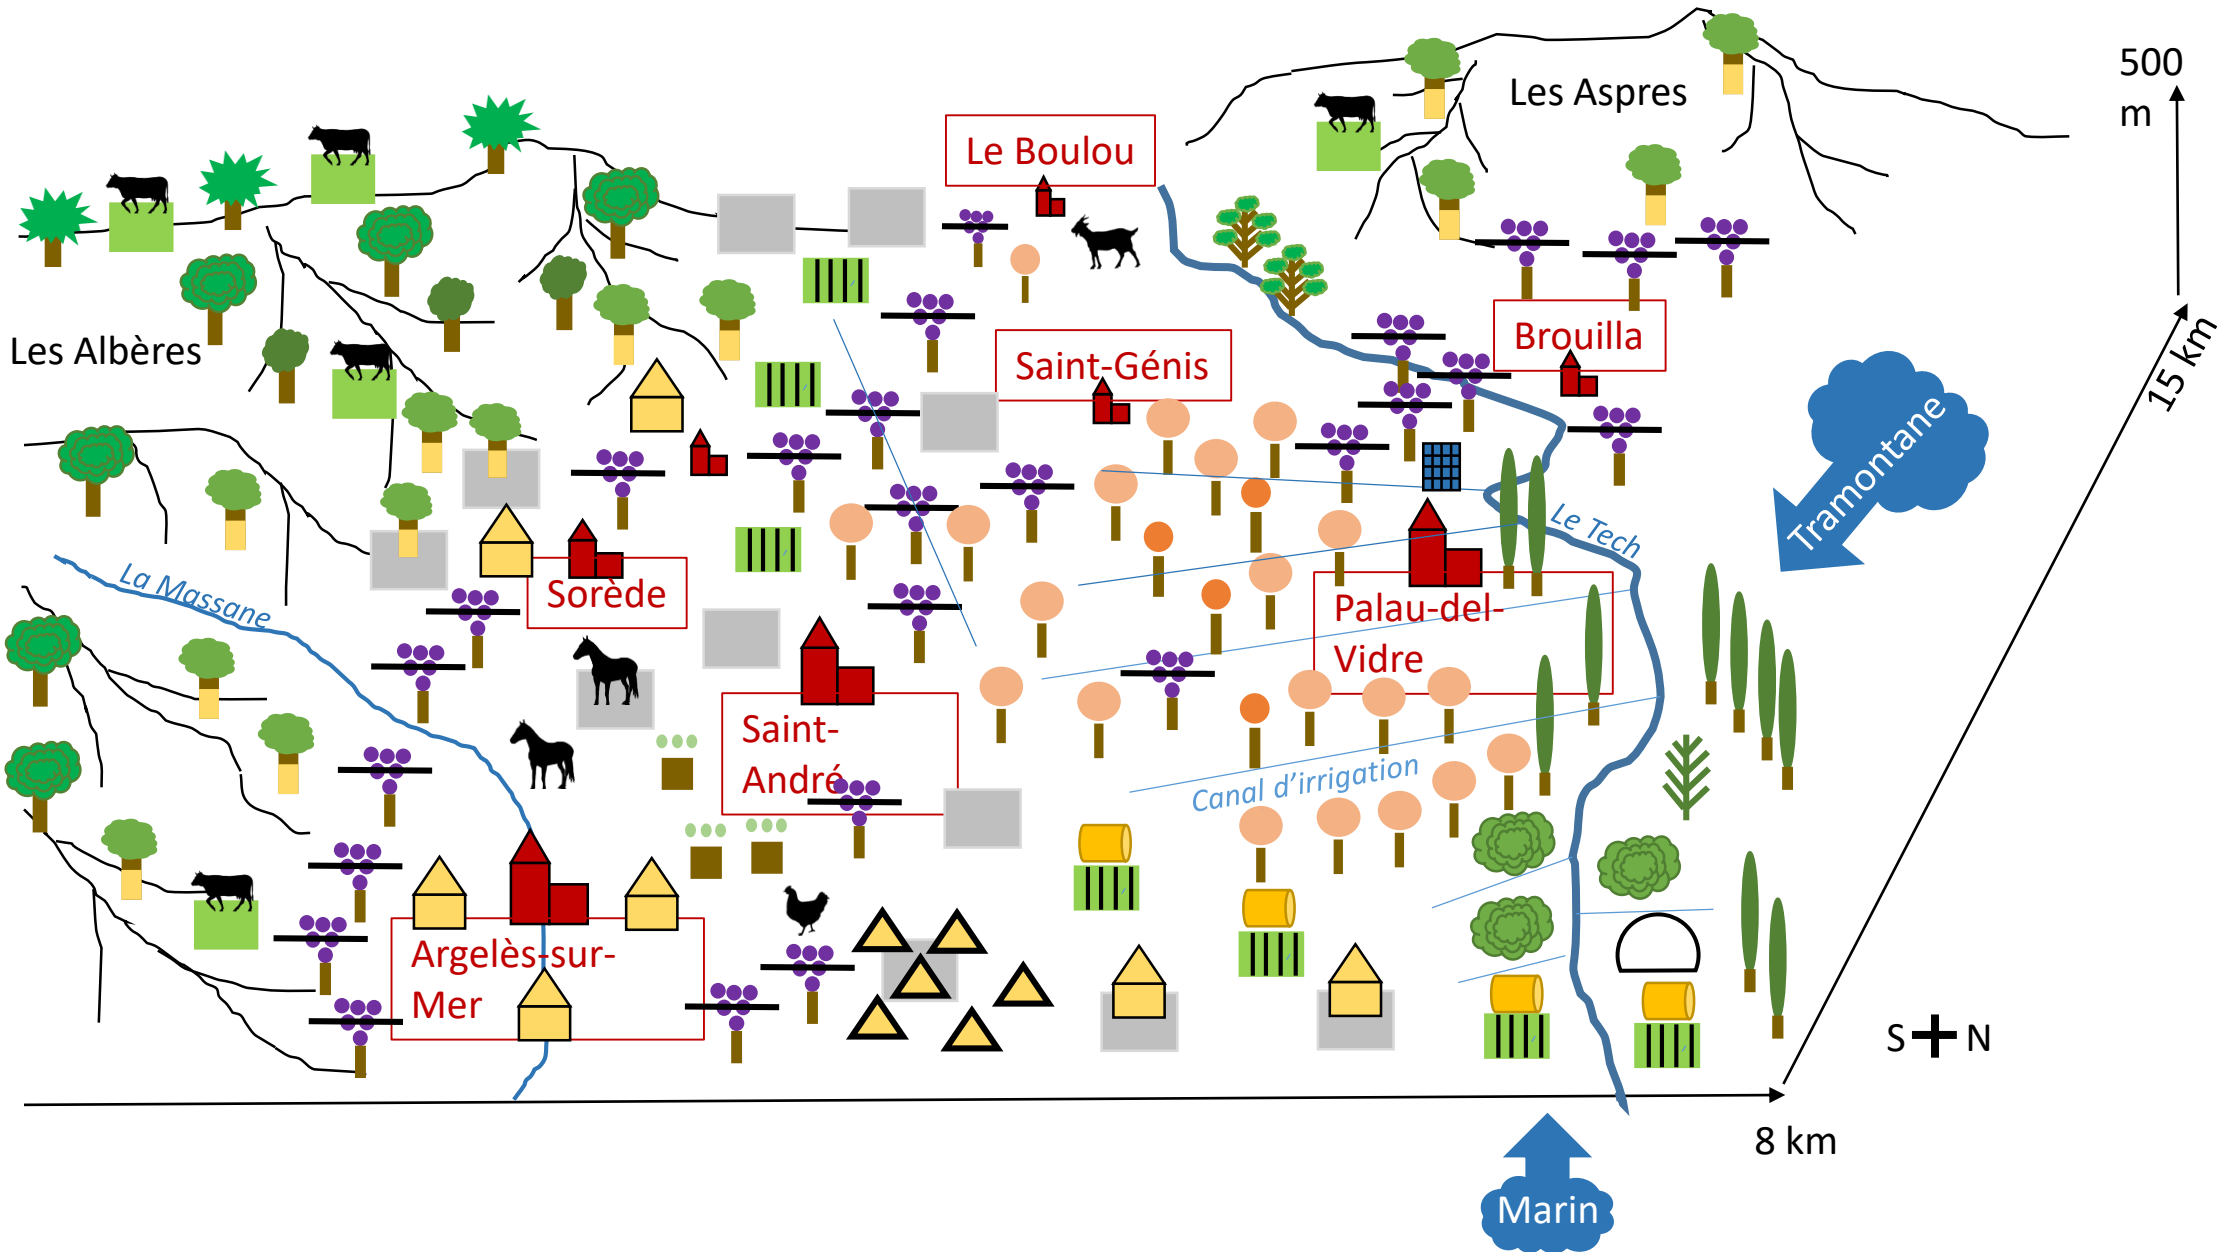 500
m
Les Aspres
Le Boulou
Brouilla
Saint-Génis
Les Albères
15 km
Tramontane
Le Tech
La Massane
Sorède
Palau-del-
Vidre
Saint-
André
Canal d'irrigation
Argelès-sur-
Mer
S N
8 km
Marin